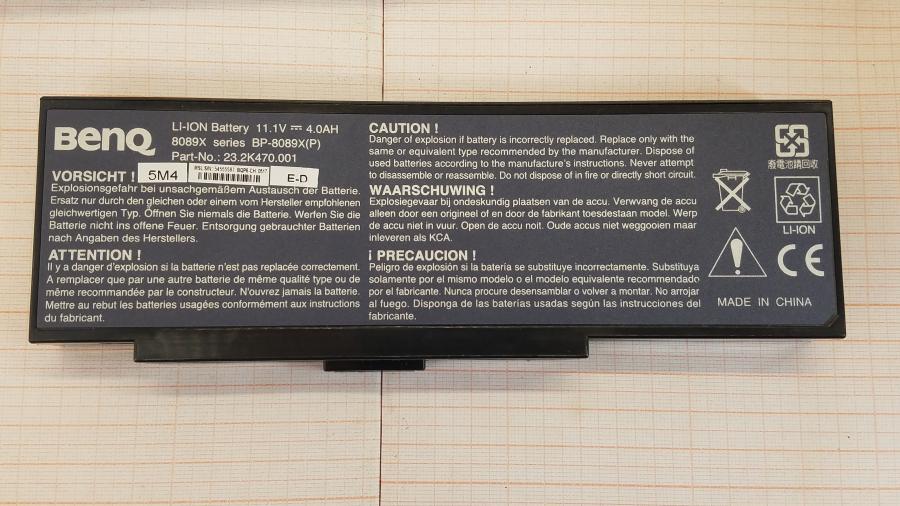 BenQ
LI-ION Battery 11.1V ⎓ 4.0AH
8089X series BP-8089X(P)
Part-No.: 23.2K470.001
5M4
E-D
VORSICHT !
Explosionsgefahr bei unsachgemäßem Austausch der Batterie.
Ersatz nur durch den gleichen oder einem vom Hersteller empfohlenen
gleichwertigen Typ. Öffnen Sie niemals die Batterie. Werfen Sie die
Batterie nicht ins offene Feuer. Entsorgung gebrauchter Batterien
nach Angaben des Herstellers.
ATTENTION !
Il y a danger d'explosion si la batterie n'est pas replacée correctement.
A remplacer que par une autre batterie de même qualité type ou de
même recommandée par le constructeur. N'ouvrez jamais la batterie.
Mettre au rebut les batteries usagées conformément aux instructions
du fabricant.
CAUTION !
Danger of explosion if battery is incorrectly replaced. Replace only with the
same or equivalent type recommended by the manufacturer. Dispose of
used batteries according to the manufacture's instructions. Never attempt
to disassemble or reassemble. Do not dispose of in fire or directly short circuit.
WAARSCHUWING !
Explosiegevaar bij ondeskundig plaatsen van de accu. Verwang de accu
alleen door een origineel of en door de fabrikant toesdestaan model. Werp
de accu niet in vuur. Open de accu noit. Oude accus niet weggooien maar
inleveren als KCA.
¡ PRECAUCION !
Peligro de explosión si la batería se substituye incorrectamente. Substituya
solamente por el mismo modelo o el modelo equivalente recommendado
por el fabricante. Nunca procure desensamblar o volver a montar. No arrojar
al fuego. Disponga de las baterías usadas según las instrucciones del
fabricante.
廢電池請回收
LI-ION
CE
MADE IN CHINA